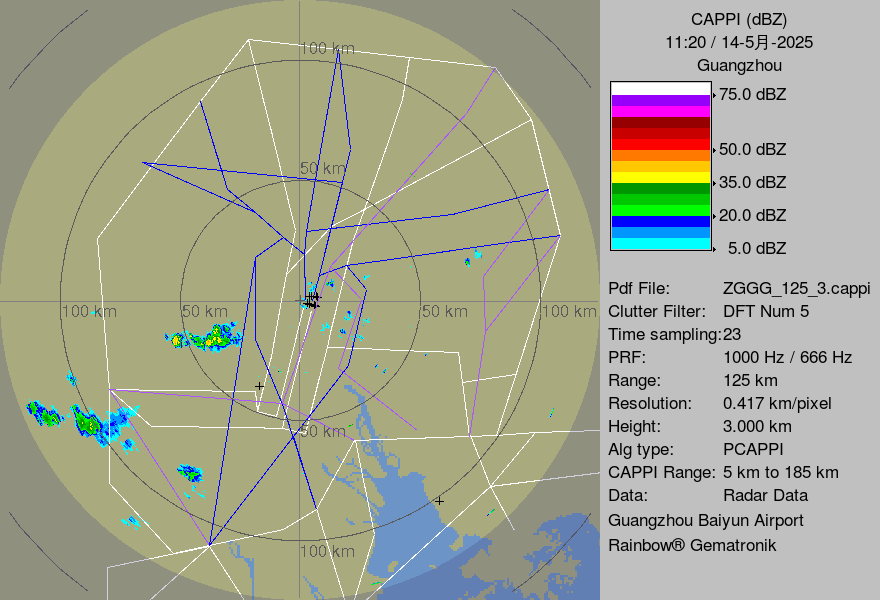 CAPPI (dBZ)
11:20 / 14-5月-2025
Guangzhou
75.0 dBZ
50.0 dBZ
35.0 dBZ
20.0 dBZ
5.0 dBZ
Pdf File: ZGGG_125_3.cappi
Clutter Filter: DFT Num 5
Time sampling:23
PRF: 1000 Hz / 666 Hz
Range: 125 km
Resolution: 0.417 km/pixel
Height: 3.000 km
Alg type: PCAPPI
CAPPI Range: 5 km to 185 km
Data: Radar Data
Guangzhou Baiyun Airport
Rainbow® Gematronik
100 km
50 km
100 km
50 km
50 km
100 km
50 km
100 km